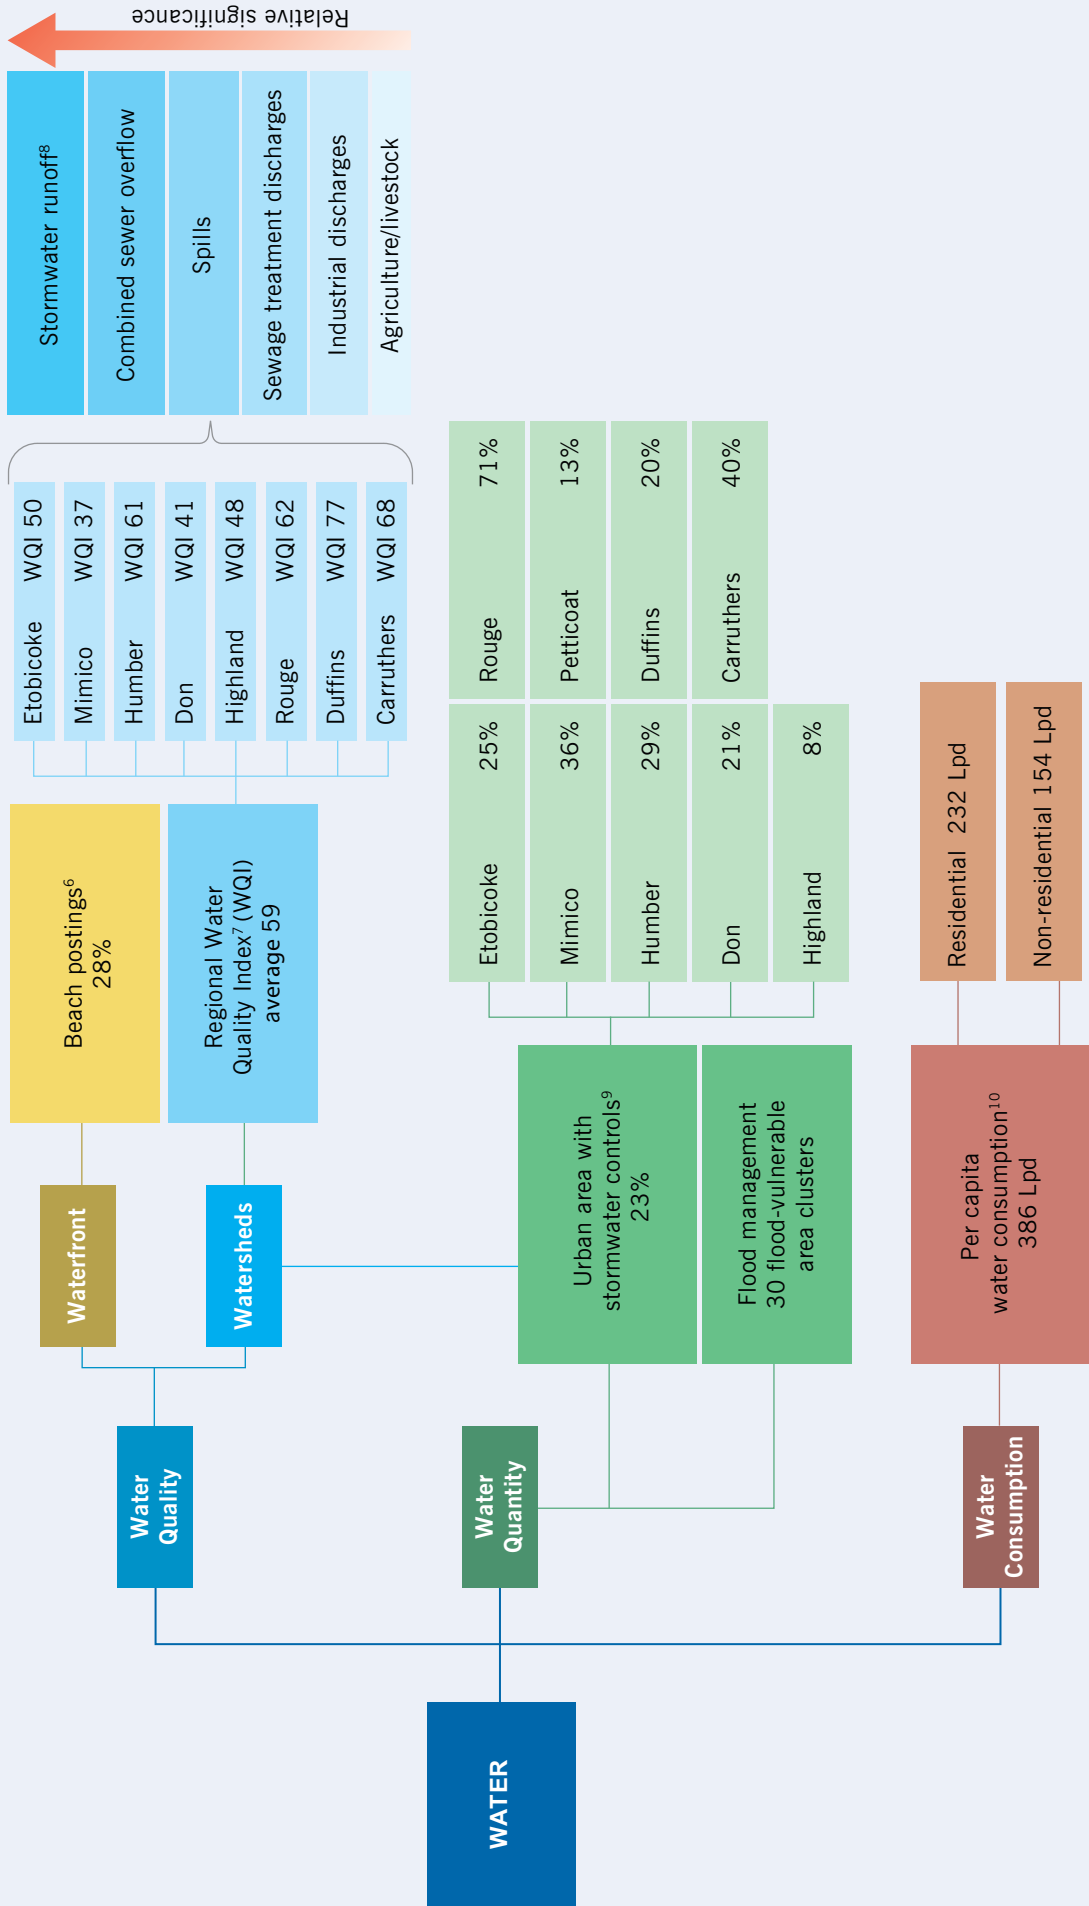 WATER
Water
Quality
Waterfront
Beach postings⁶
28%
Watersheds
Regional Water
Quality Index⁷ (WQI)
average 59
Etobicoke WQI 50
Mimico WQI 37
Humber WQI 61
Don WQI 41
Highland WQI 48
Rouge WQI 62
Duffins WQI 77
Carruthers WQI 68
Stormwater runoff⁸
Combined sewer overflow
Spills
Sewage treatment discharges
Industrial discharges
Agriculture/livestock
Relative significance
Water
Quantity
Urban area with
stormwater controls⁹
23%
Etobicoke 25%
Mimico 36%
Humber 29%
Don 21%
Highland 8%
Rouge 71%
Petticoat 13%
Duffins 20%
Carruthers 40%
Flood management
30 flood-vulnerable
area clusters
Water
Consumption
Per capita
water consumption¹⁰
386 Lpd
Residential 232 Lpd
Non-residential 154 Lpd